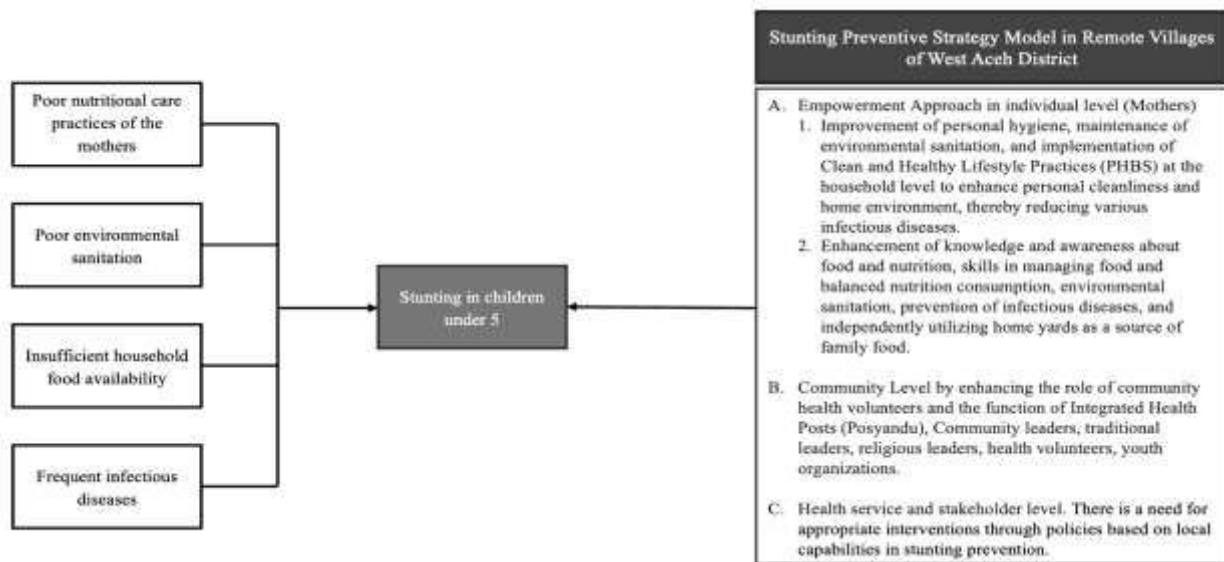 Poor nutritional care
practices of the
mothers
Poor environmental
sanitation
Insufficient household
food availability
Frequent infectious
diseases
Stunting in children
under 5
Stunting Preventive Strategy Model in Remote Villages
of West Aceh District
A. Empowerment Approach in individual level (Mothers)
1. Improvement of personal hygiene, maintenance of
environmental sanitation, and implementation of
Clean and Healthy Lifestyle Practices (PHBS) at the
household level to enhance personal cleanliness and
home environment, thereby reducing various
infectious diseases.
2. Enhancement of knowledge and awareness about
food and nutrition, skills in managing food and
balanced nutrition consumption, environmental
sanitation, prevention of infectious diseases, and
independently utilizing home yards as a source of
family food.
B. Community Level by enhancing the role of community
health volunteers and the function of Integrated Health
Posts (Posyandu), Community leaders, traditional
leaders, religious leaders, health volunteers, youth
organizations.
C. Health service and stakeholder level. There is a need for
appropriate interventions through policies based on local
capabilities in stunting prevention.